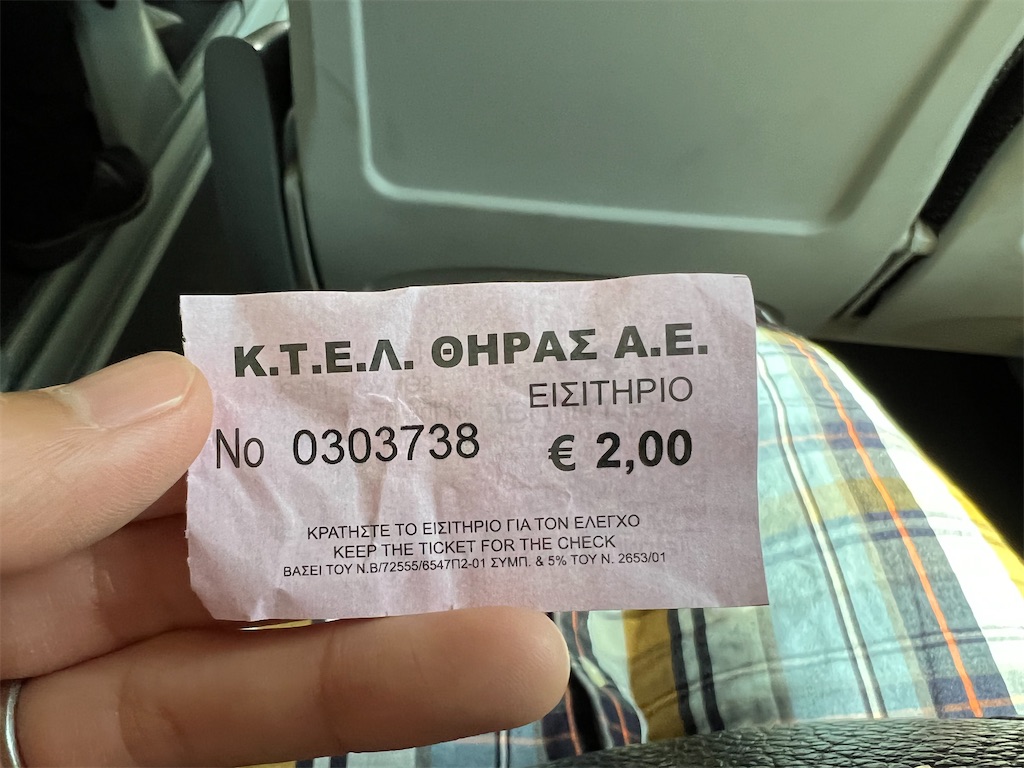 Κ.Τ.Ε.Λ. ΘΗΡΑΣ Α.Ε.
ΕΙΣΙΤΗΡΙΟ
No 0303738 € 2,00
ΚΡΑΤΗΣΤΕ ΤΟ ΕΙΣΙΤΗΡΙΟ ΓΙΑ ΤΟΝ ΕΛΕΓΧΟ
KEEP THE TICKET FOR THE CHECK
ΒΑΣΕΙ ΤΟΥ Ν.Β/72555/6547Π2-01 ΣΥΜΠ. & 5% ΤΟΥ Ν. 2653/01